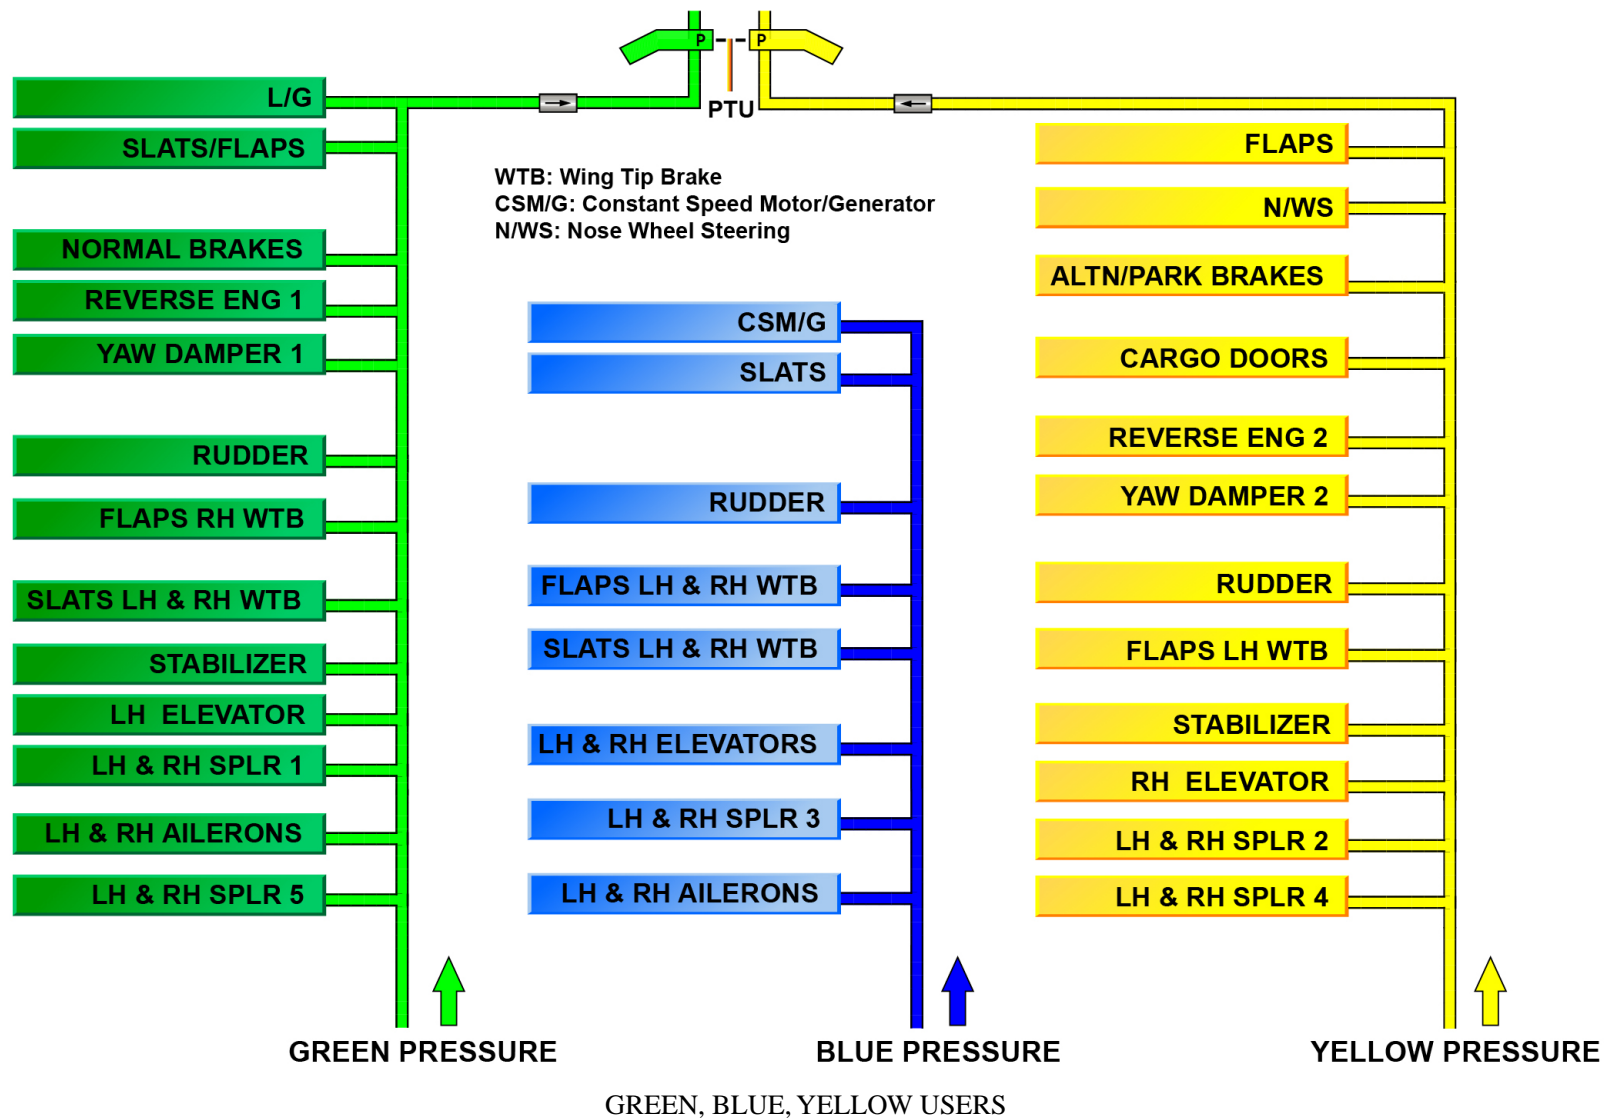 P P
PTU
L/G
SLATS/FLAPS
NORMAL BRAKES
REVERSE ENG 1
YAW DAMPER 1
RUDDER
FLAPS RH WTB
SLATS LH & RH WTB
STABILIZER
LH ELEVATOR
LH & RH SPLR 1
LH & RH AILERONS
LH & RH SPLR 5
GREEN PRESSURE
WTB: Wing Tip Brake
CSM/G: Constant Speed Motor/Generator
N/WS: Nose Wheel Steering
CSM/G
SLATS
RUDDER
FLAPS LH & RH WTB
SLATS LH & RH WTB
LH & RH ELEVATORS
LH & RH SPLR 3
LH & RH AILERONS
BLUE PRESSURE
FLAPS
N/WS
ALTN/PARK BRAKES
CARGO DOORS
REVERSE ENG 2
YAW DAMPER 2
RUDDER
FLAPS LH WTB
STABILIZER
RH ELEVATOR
LH & RH SPLR 2
LH & RH SPLR 4
YELLOW PRESSURE
GREEN, BLUE, YELLOW USERS